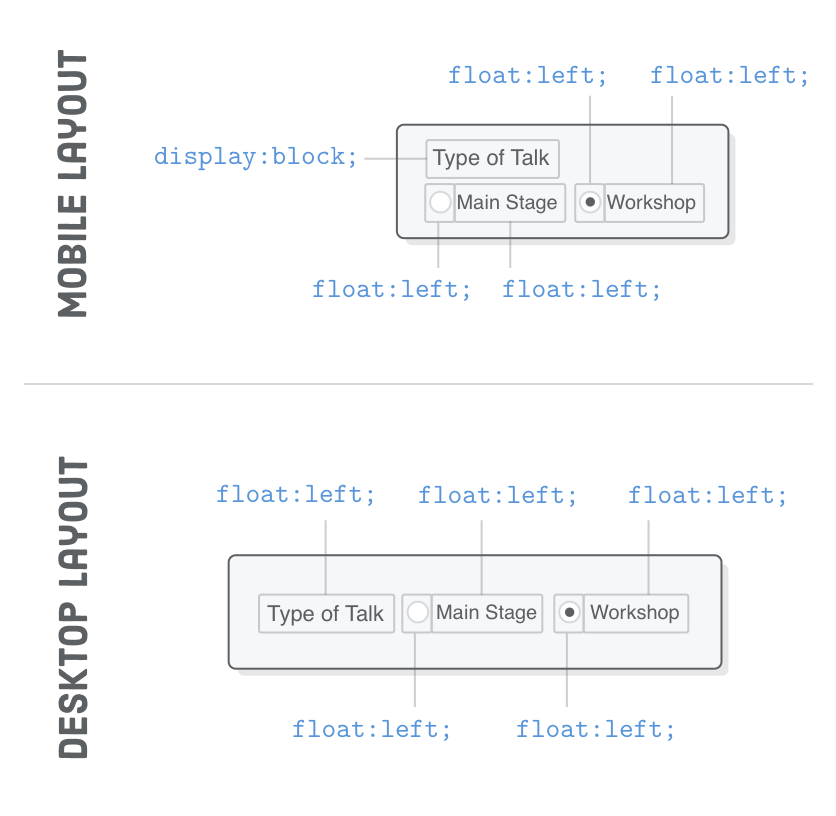 MOBILE LAYOUT
float:left; float:left;
display:block;
Type of Talk
Main Stage Workshop
float:left; float:left;
DESKTOP LAYOUT
float:left; float:left; float:left;
Type of Talk Main Stage Workshop
float:left; float:left;